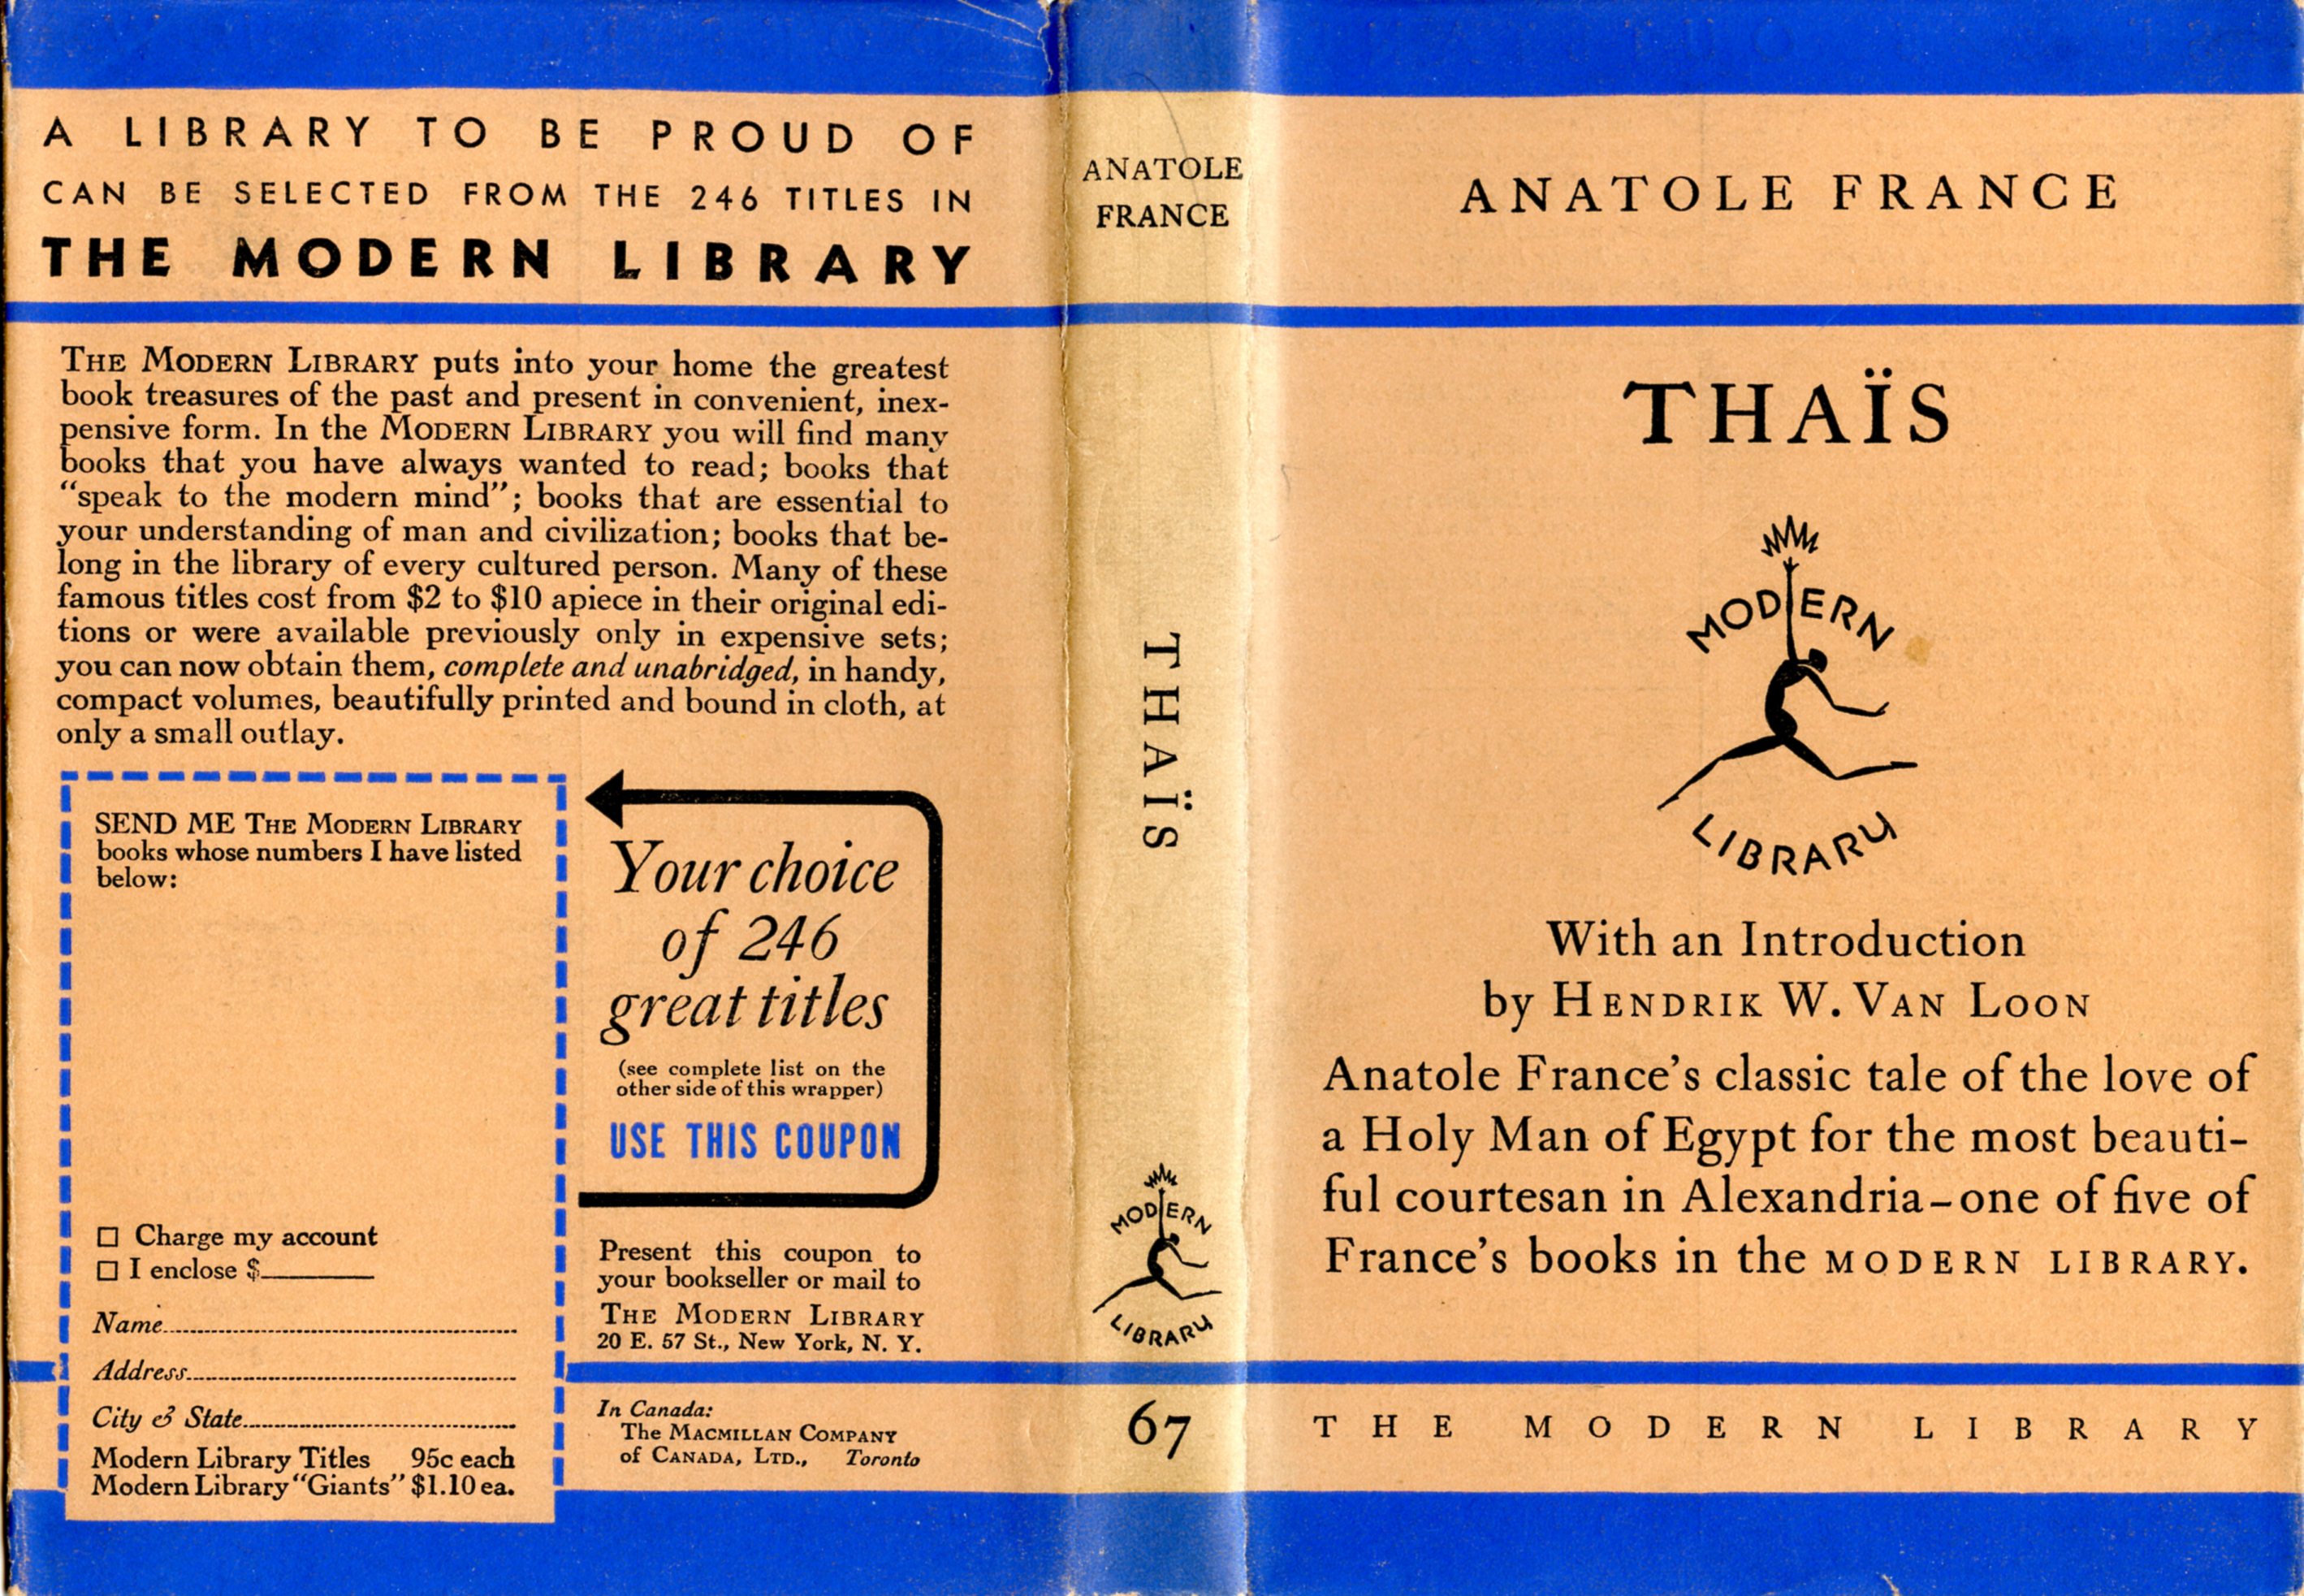 A LIBRARY TO BE PROUD OF
CAN BE SELECTED FROM THE 246 TITLES IN
THE MODERN LIBRARY
THE MODERN LIBRARY puts into your home the greatest
book treasures of the past and present in convenient, inex-
pensive form. In the MODERN LIBRARY you will find many
books that you have always wanted to read; books that
"speak to the modern mind"; books that are essential to
your understanding of man and civilization; books that be-
long in the library of every cultured person. Many of these
famous titles cost from $2 to $10 apiece in their original edi-
tions or were available previously only in expensive sets;
you can now obtain them, complete and unabridged, in handy,
compact volumes, beautifully printed and bound in cloth, at
only a small outlay.
SEND ME THE MODERN LIBRARY
books whose numbers I have listed
below:
☐ Charge my account
☐ I enclose $
Name
Address
City & State
Modern Library Titles 95c each
Modern Library "Giants" $1.10 ea.
Your choice
of 246
great titles
(see complete list on the
other side of this wrapper)
USE THIS COUPON
Present this coupon to
your bookseller or mail to
THE MODERN LIBRARY
20 E. 57 St., New York, N. Y.
In Canada:
The MACMILLAN COMPANY
of CANADA, LTD., Toronto
ANATOLE
FRANCE
THAÏS
MODERN
LIBRARY
67
ANATOLE FRANCE
THAÏS
MODERN
LIBRARY
With an Introduction
by HENDRIK W. VAN LOON
Anatole France's classic tale of the love of
a Holy Man of Egypt for the most beauti-
ful courtesan in Alexandria–one of five of
France's books in the MODERN LIBRARY.
THE MODERN LIBRARY